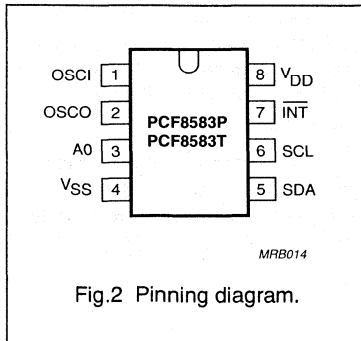 OSCI 1 8 VDD
OSCO 2 7 INT
PCF8583P
PCF8583T
A0 3 6 SCL
VSS 4 5 SDA
MRB014
Fig.2 Pinning diagram.